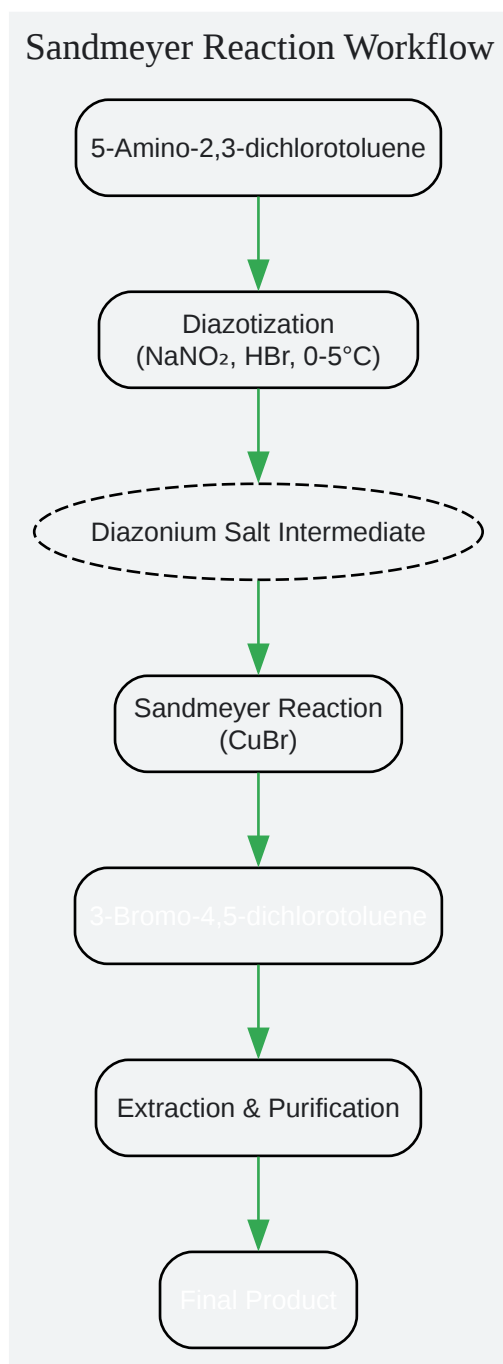 Sandmeyer Reaction Workflow
5-Amino-2,3-dichlorotoluene
Diazotization
(NaNO₂, HBr, 0-5°C)
Diazonium Salt Intermediate
Sandmeyer Reaction
(CuBr)
3-Bromo-4,5-dichlorotoluene
Extraction & Purification
Final Product